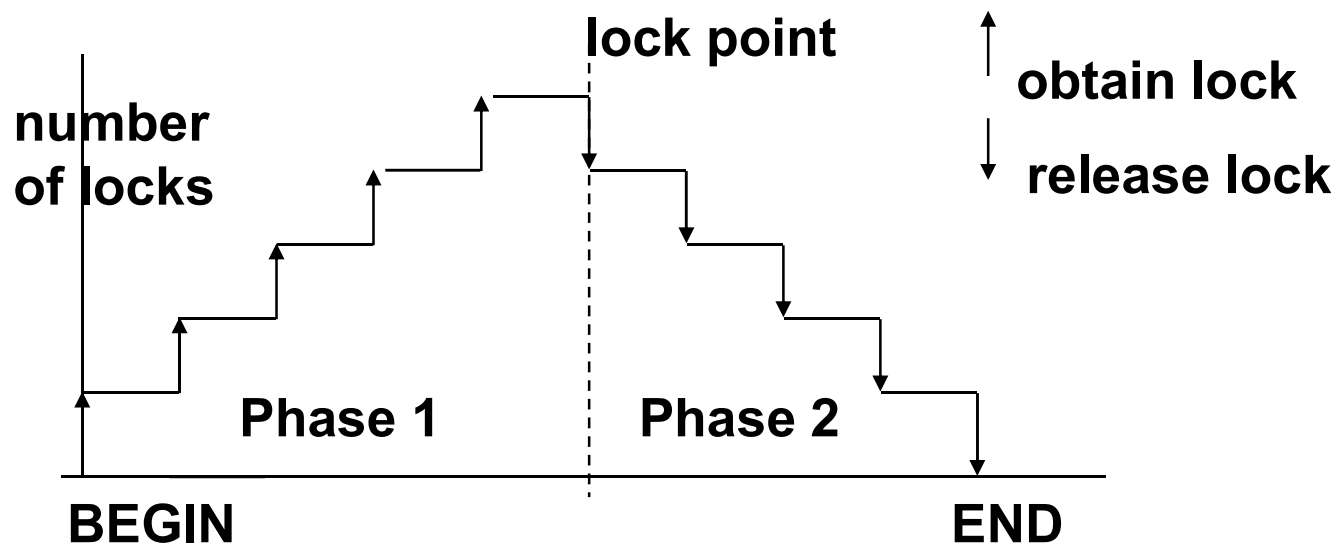 lock point
obtain lock
number
of locks
release lock
Phase 1
Phase 2
BEGIN
END